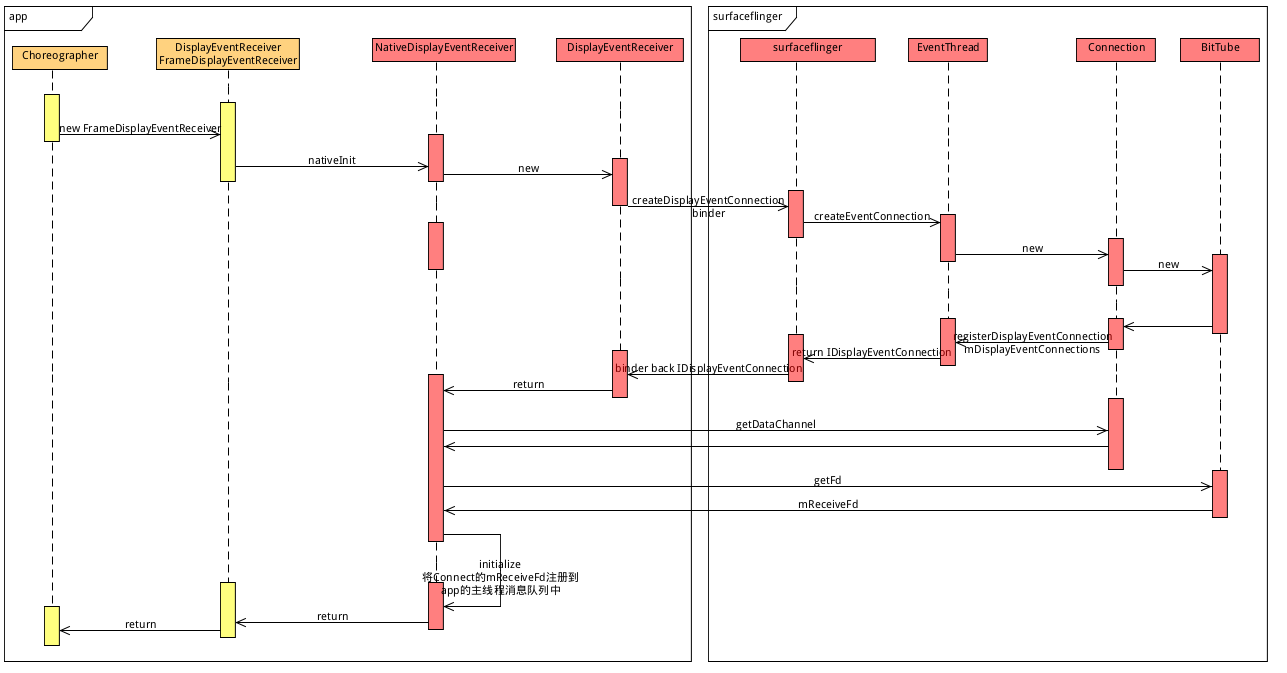 app
surfaceflinger
Choreographer
DisplayEventReceiver
FrameDisplayEventReceiver
NativeDisplayEventReceiver
DisplayEventReceiver
surfaceflinger
EventThread
Connection
BitTube
new FrameDisplayEventReceiver
nativeInit
new
createDisplayEventConnection
binder
createEventConnection
new
new
registerDisplayEventConnection
mDisplayEventConnections
return IDisplayEventConnection
binder back IDisplayEventConnection
return
getDataChannel
getFd
mReceiveFd
initialize
将Connect的mReceiveFd注册到
app的主线程消息队列中
return
return